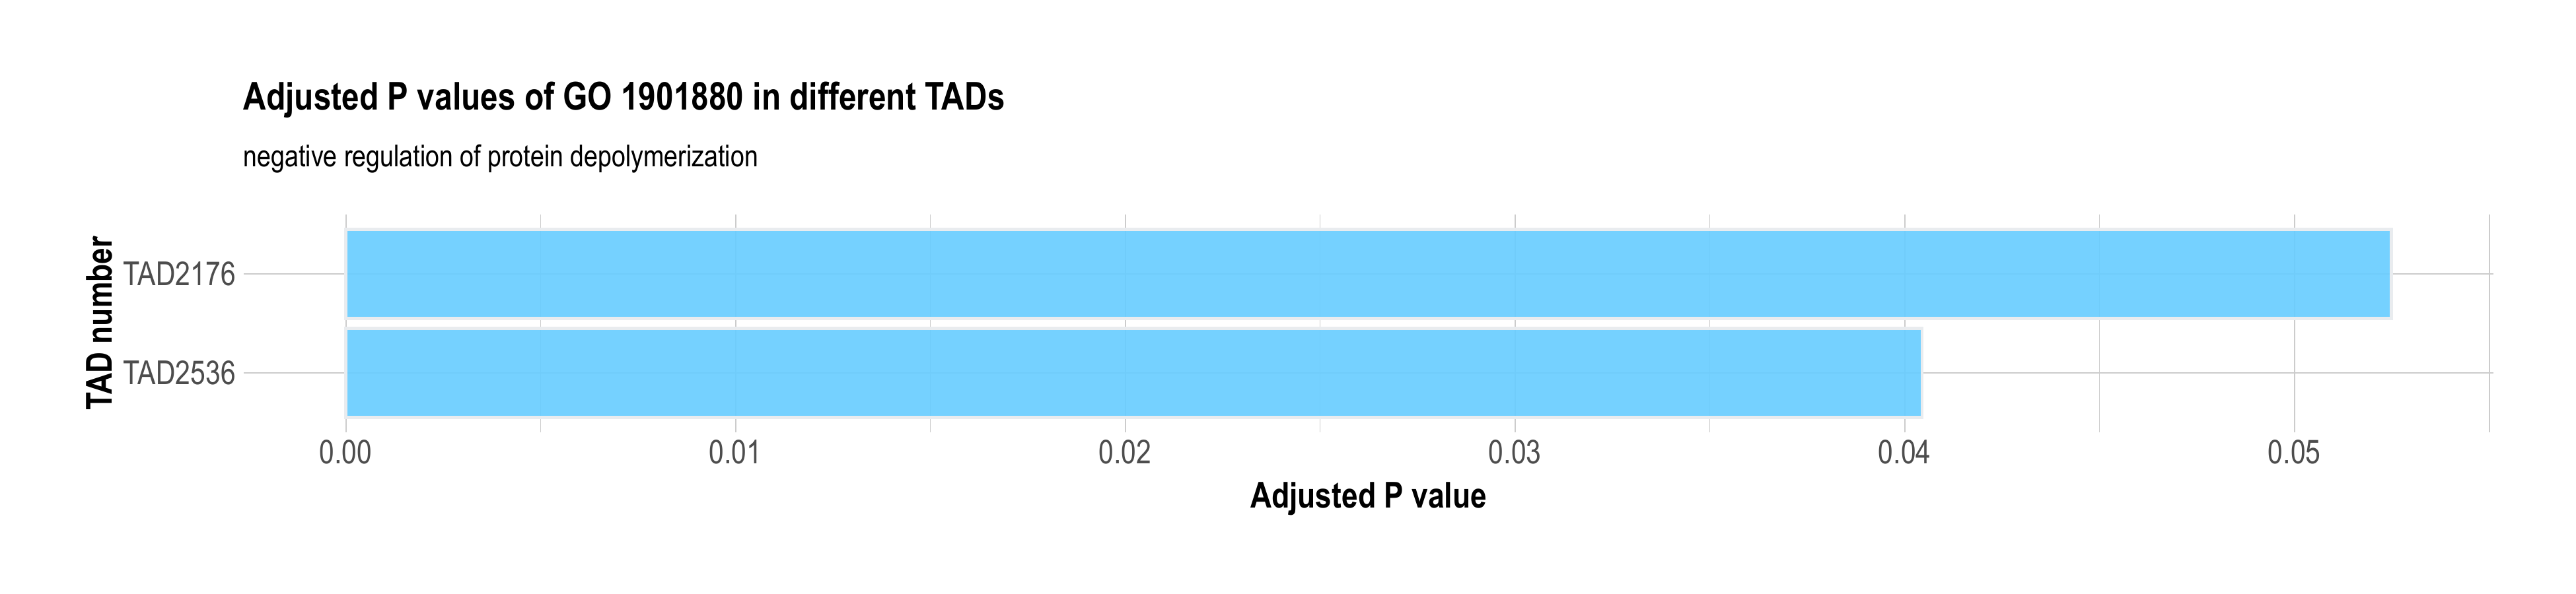 Adjusted P values of GO 1901880 in different TADs
negative regulation of protein depolymerization
TAD number
TAD2176
TAD2536
0.00 0.01 0.02 0.03 0.04 0.05
Adjusted P value